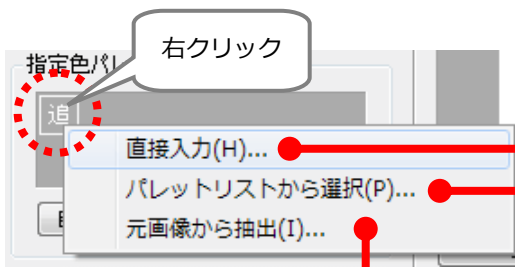 右クリック
指定色パレ
追
直接入力(H)...
パレットリストから選択(P)...
元画像から抽出(I)...